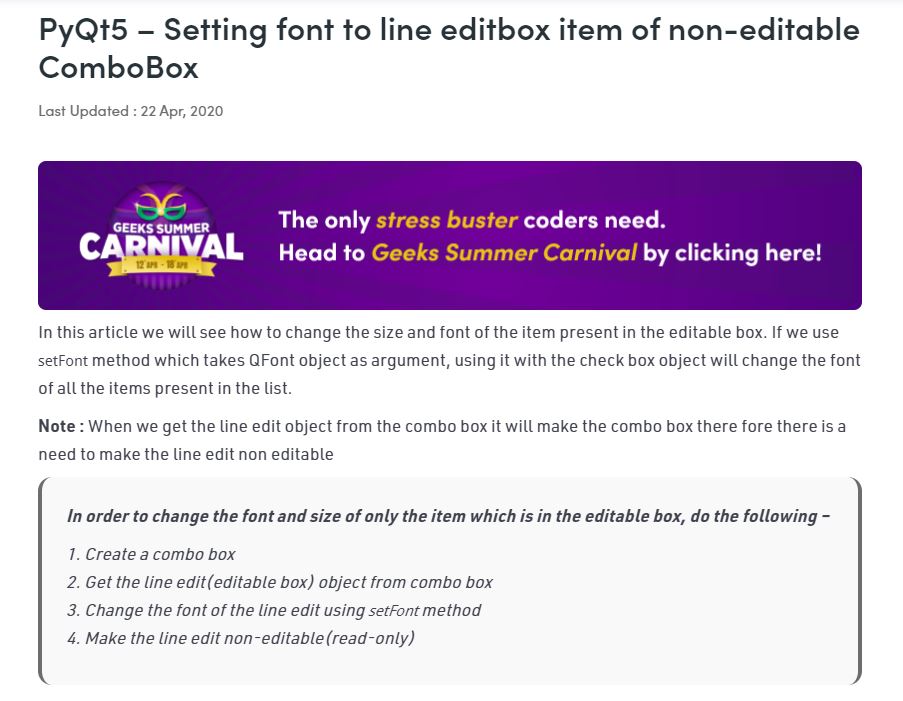 PyQt5 – Setting font to line editbox item of non-editable
ComboBox
Last Updated : 22 Apr, 2020
GEEKS SUMMER
CARNIVAL
12 APR - 18 APR
The only stress buster coders need.
Head to Geeks Summer Carnival by clicking here!
In this article we will see how to change the size and font of the item present in the editable box. If we use
setFont method which takes QFont object as argument, using it with the check box object will change the font
of all the items present in the list.
Note : When we get the line edit object from the combo box it will make the combo box there fore there is a
need to make the line edit non editable
In order to change the font and size of only the item which is in the editable box, do the following –
1. Create a combo box
2. Get the line edit(editable box) object from combo box
3. Change the font of the line edit using setFont method
4. Make the line edit non-editable(read-only)